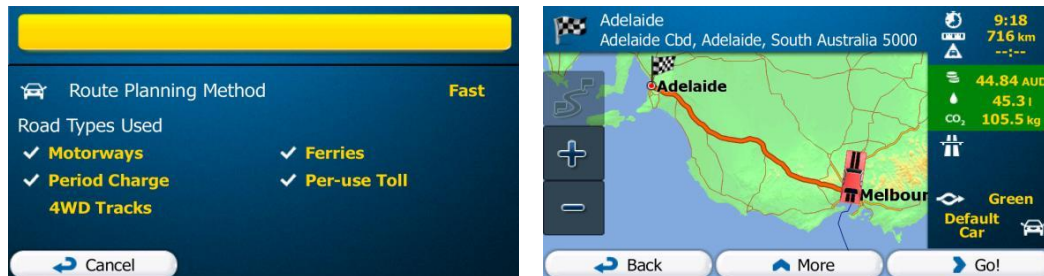 Route Planning Method Fast
Road Types Used
Motorways Ferries
Period Charge Per-use Toll
4WD Tracks
Cancel
Adelaide
Adelaide Cbd, Adelaide, South Australia 5000
9:18
716 km
--:--
44.84 AUD
45.3 l
CO₂ 105.5 kg
Adelaide
Melbour
Green
Default
Car
Back More Go!